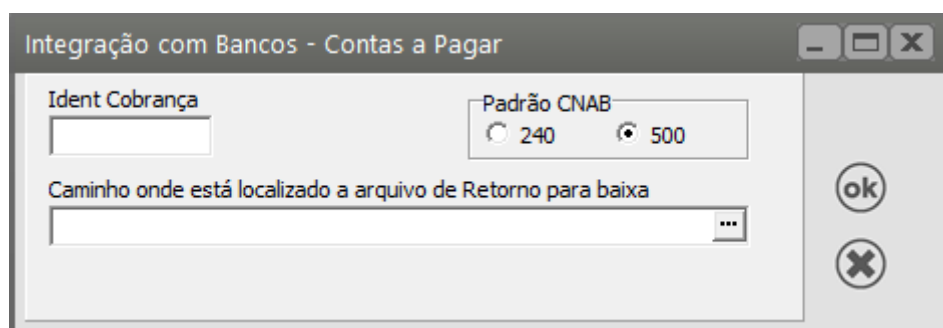 Integração com Bancos - Contas a Pagar
Ident Cobrança
Padrão CNAB
240 500
Caminho onde está localizado a arquivo de Retorno para baixa
...
ok